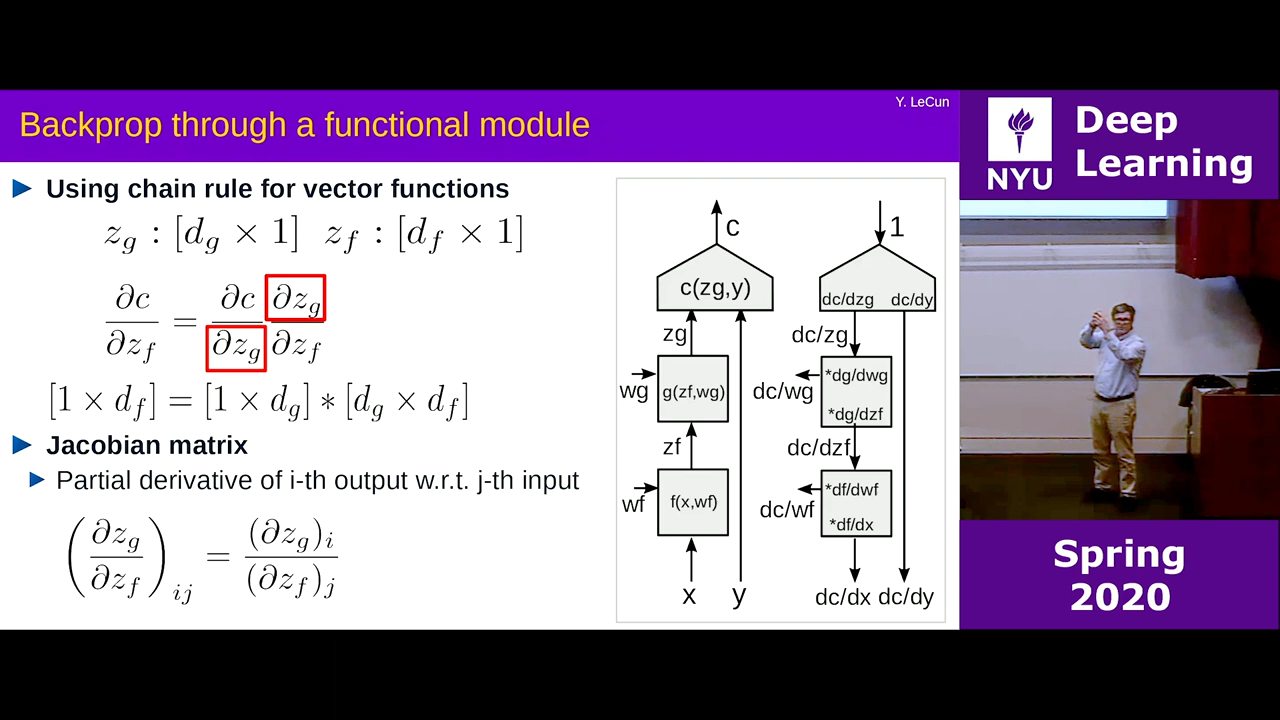 Y. LeCun
Backprop through a functional module
Using chain rule for vector functions
z_g : [d_g × 1] z_f : [d_f × 1]
∂c/∂z_f = ∂c/∂z_g ∂z_g/∂z_f
[1 × d_f] = [1 × d_g] ∗ [d_g × d_f]
Jacobian matrix
Partial derivative of i-th output w.r.t. j-th input
(∂z_g/∂z_f)_ij = (∂z_g)_i/(∂z_f)_j
c
c(zg,y)
zg
wg
g(zf,wg)
zf
wf
f(x,wf)
x y
1
dc/dzg dc/dy
dc/zg
dc/wg
*dg/dwg
*dg/dzf
dc/dzf
dc/wf
*df/dwf
*df/dx
dc/dx dc/dy
NYU
Deep
Learning
Spring
2020